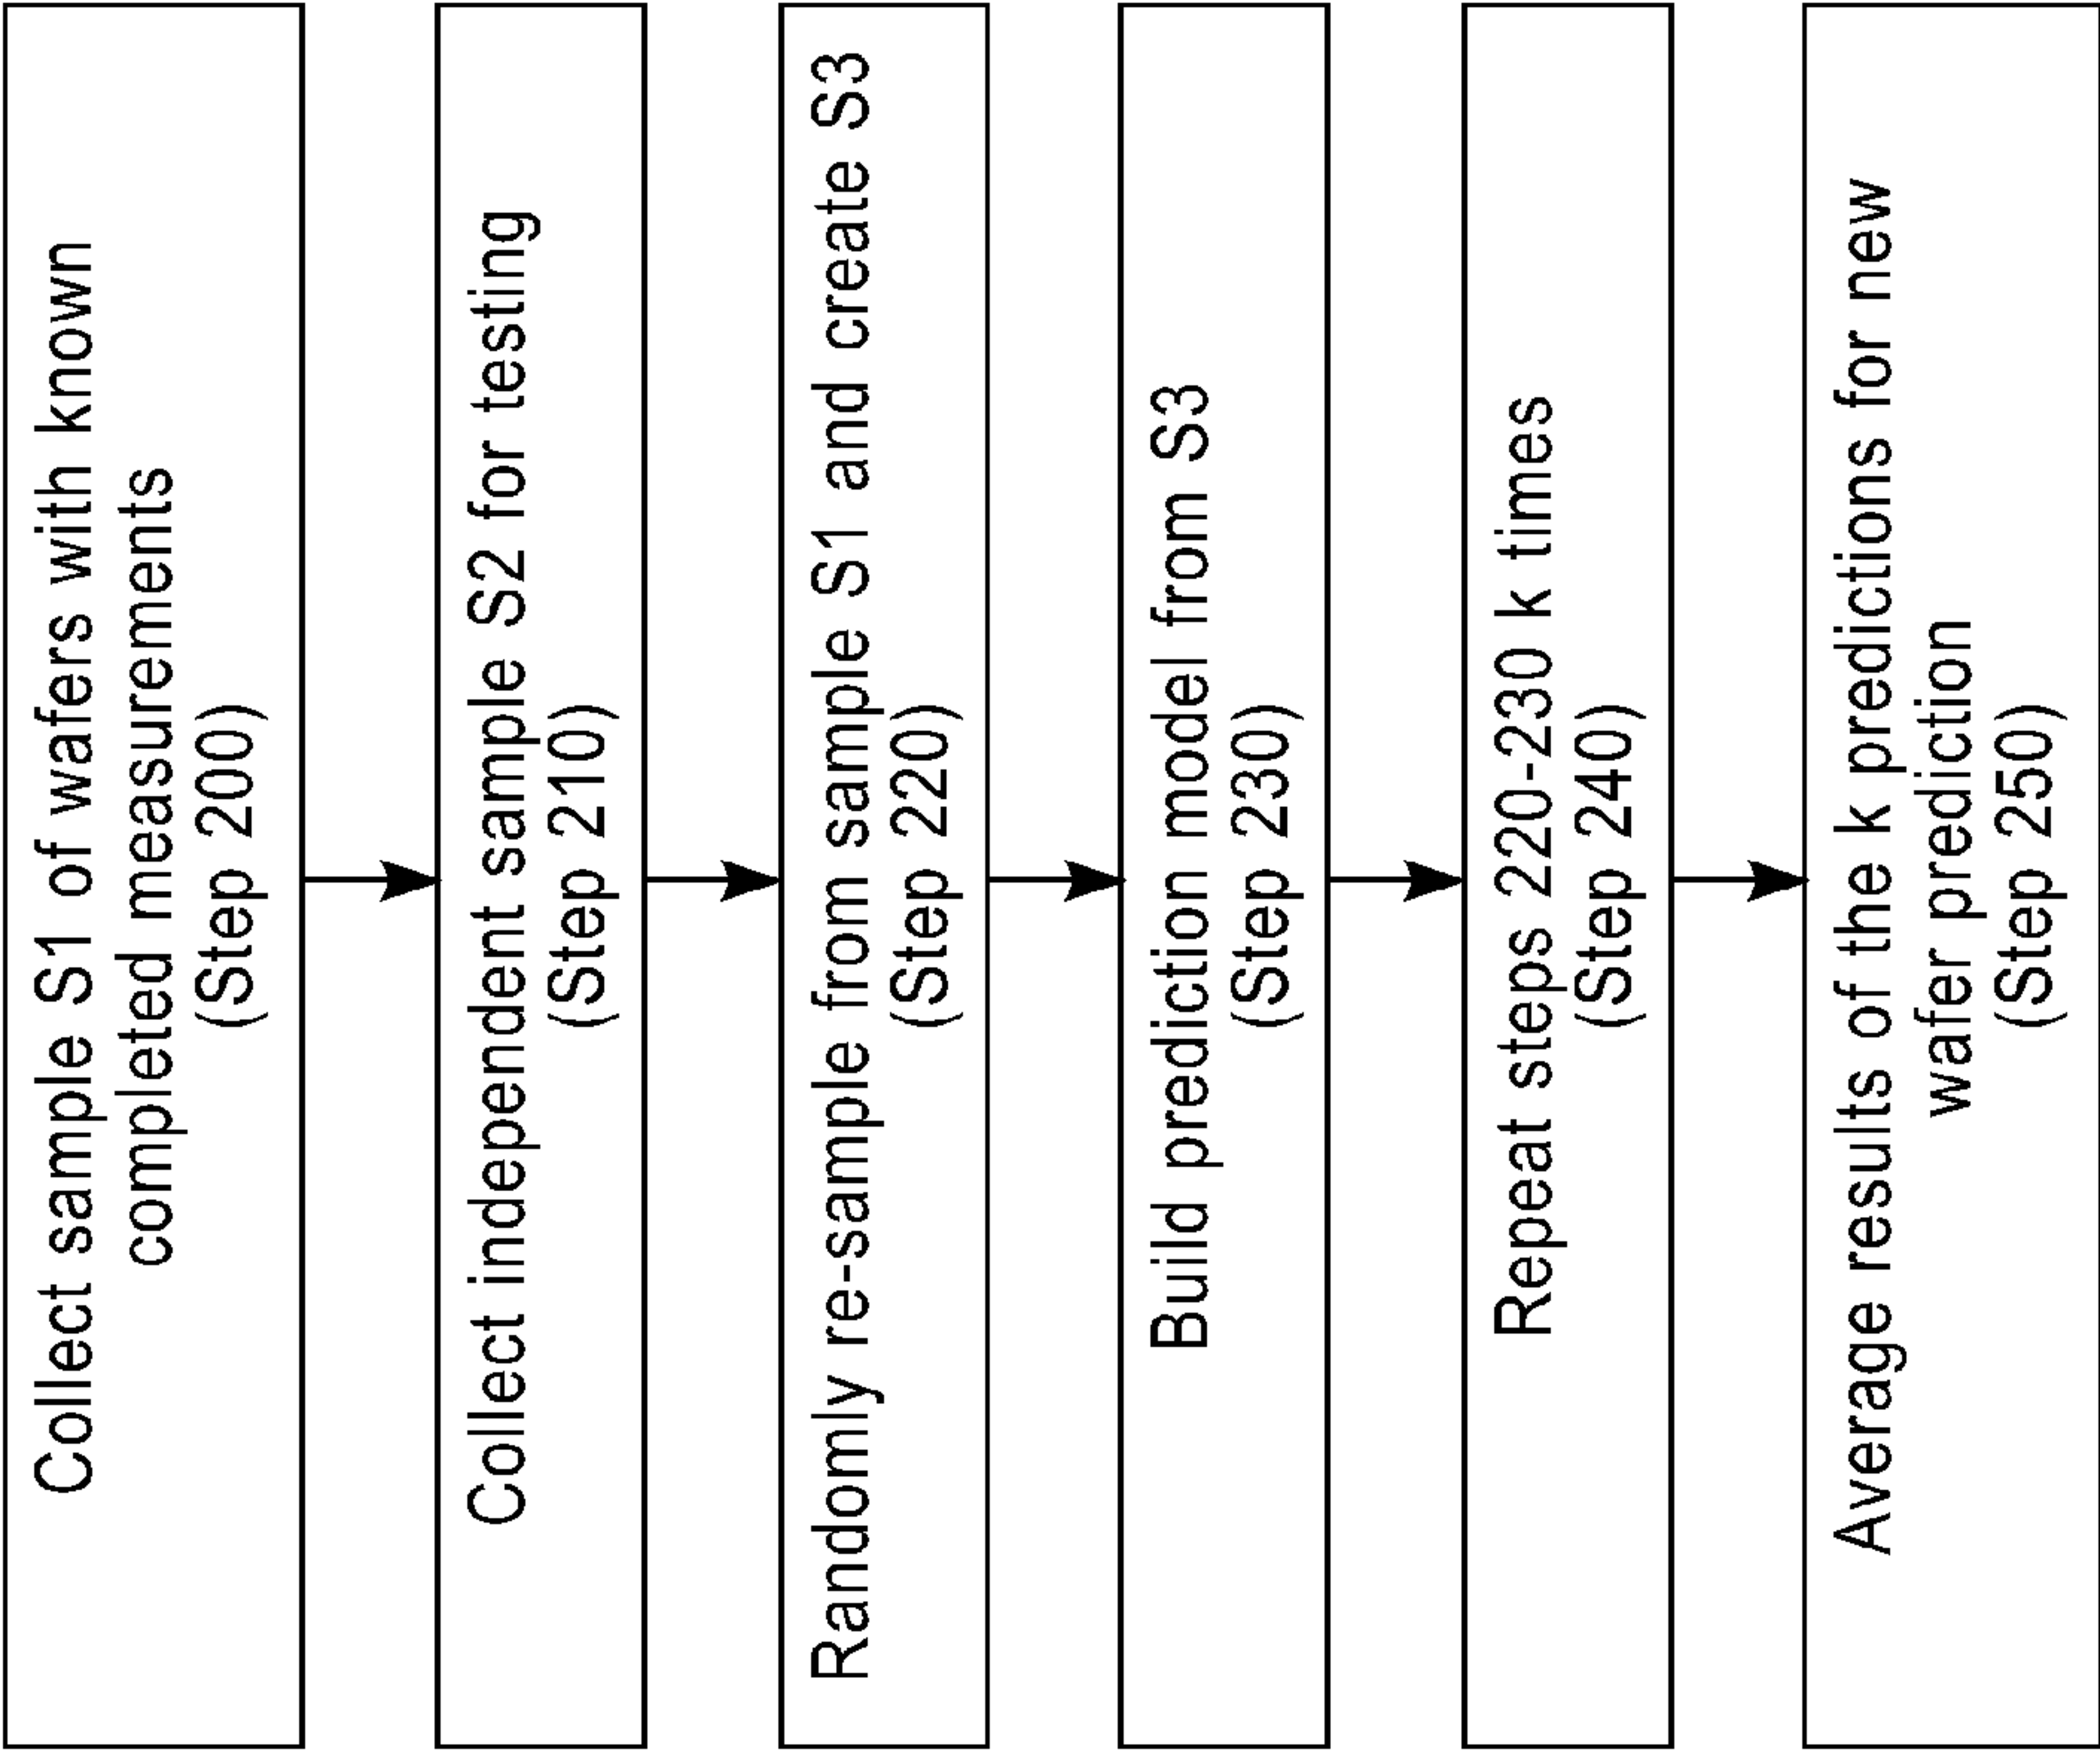 Collect sample S1 of wafers with known
completed measurements
(Step 200)
Collect independent sample S2 for testing
(Step 210)
Randomly re-sample from sample S1 and create S3
(Step 220)
Build prediction model from S3
(Step 230)
Repeat steps 220-230 k times
(Step 240)
Average results of the k predictions for new
wafer prediction
(Step 250)